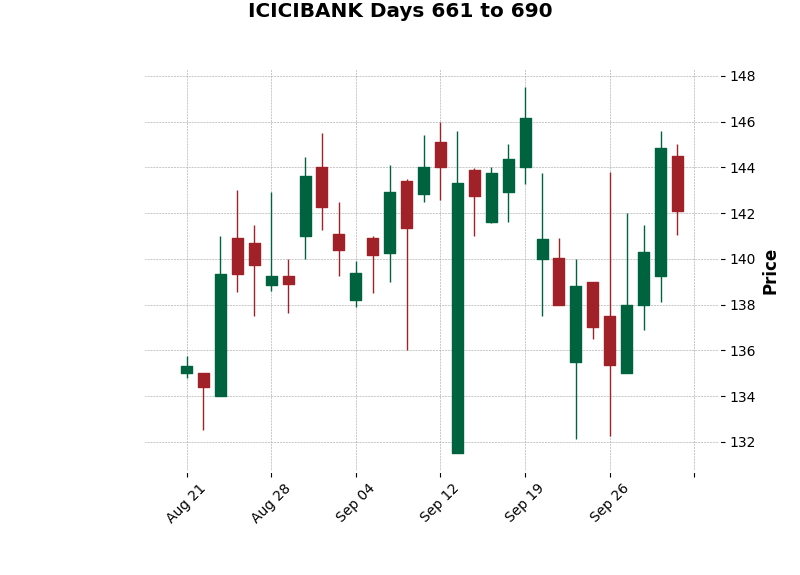 ICICIBANK Days 661 to 690
148
146
144
142
140
138
136
134
132
Price
Aug 21
Aug 28
Sep 04
Sep 12
Sep 19
Sep 26